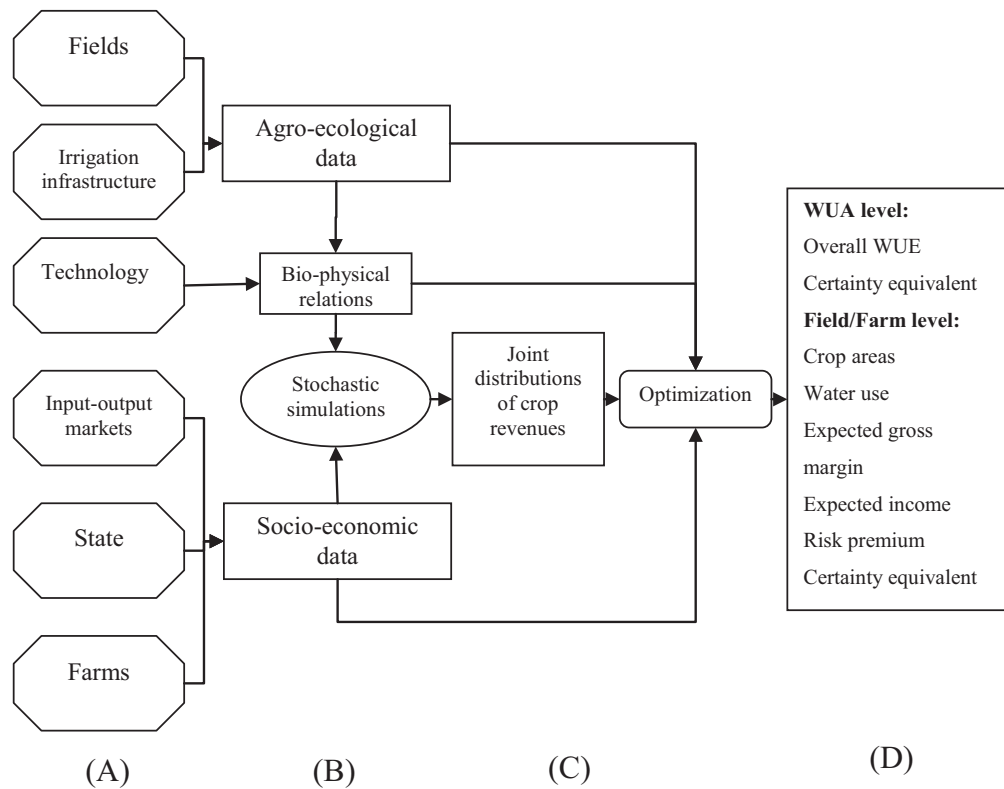 Fields
Irrigation
infrastructure
Technology
Input-output
markets
State
Farms
Agro-ecological
data
Bio-physical
relations
Stochastic
simulations
Socio-economic
data
Joint
distributions
of crop
revenues
Optimization
WUA level:
Overall WUE
Certainty equivalent
Field/Farm level:
Crop areas
Water use
Expected gross
margin
Expected income
Risk premium
Certainty equivalent
(A)
(B)
(C)
(D)